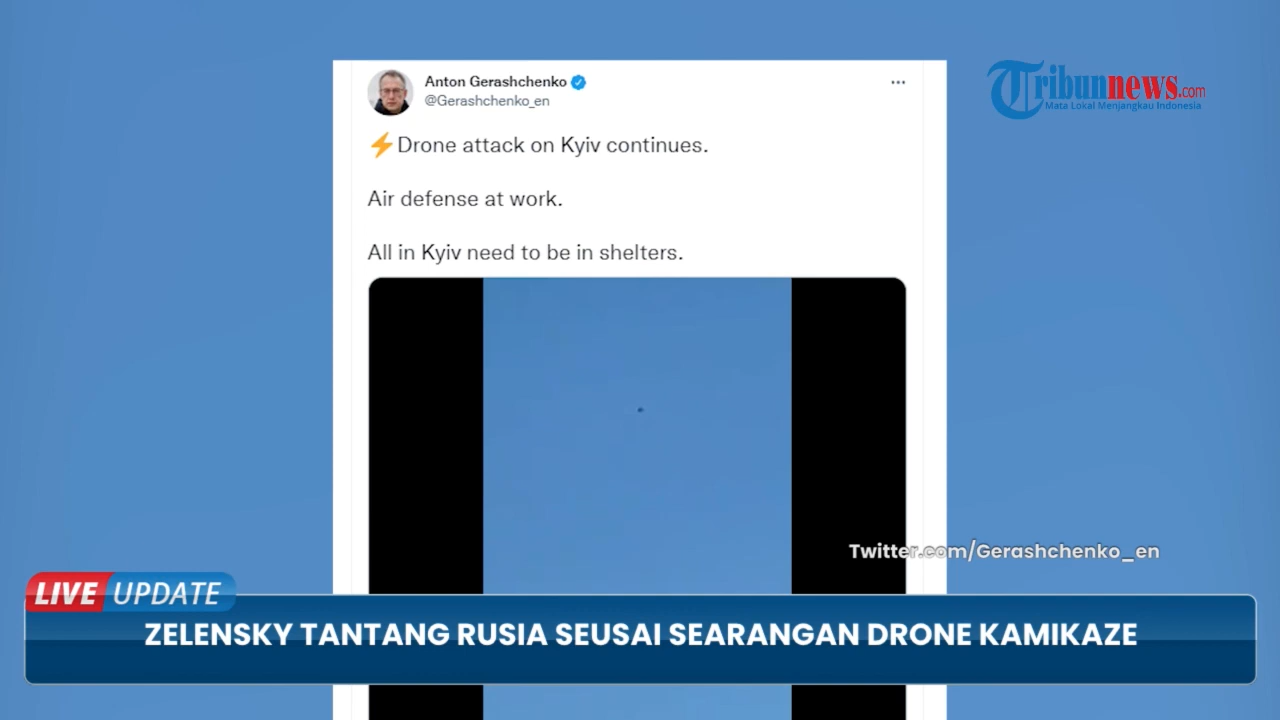 Anton Gerashchenko
@Gerashchenko_en
Tribunnews.com
Mata Lokal Menjangkau Indonesia
⚡Drone attack on Kyiv continues.
Air defense at work.
All in Kyiv need to be in shelters.
Twitter.com/Gerashchenko_en
LIVE UPDATE
ZELENSKY TANTANG RUSIA SEUSAI SEARANGAN DRONE KAMIKAZE